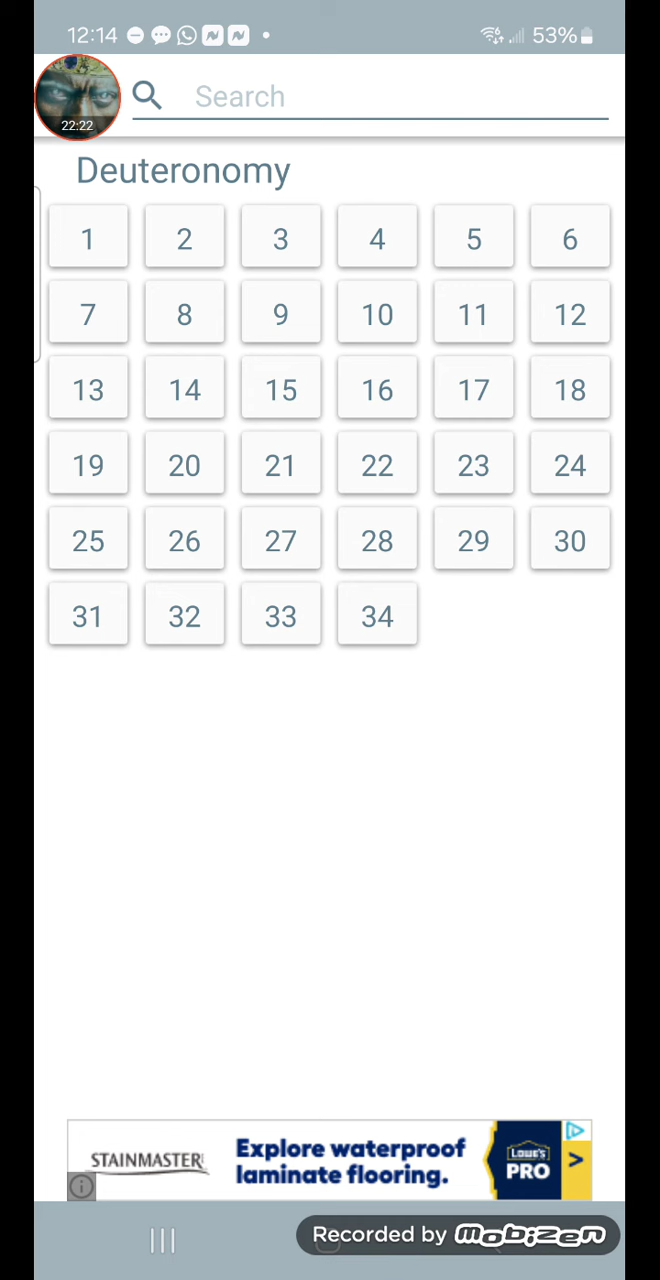 12:14 53%
22:22
Search
Deuteronomy
1 2 3 4 5 6
7 8 9 10 11 12
13 14 15 16 17 18
19 20 21 22 23 24
25 26 27 28 29 30
31 32 33 34
STAINMASTER
Explore waterproof
laminate flooring.
LOWE'S
PRO
>
Recorded by mobizen